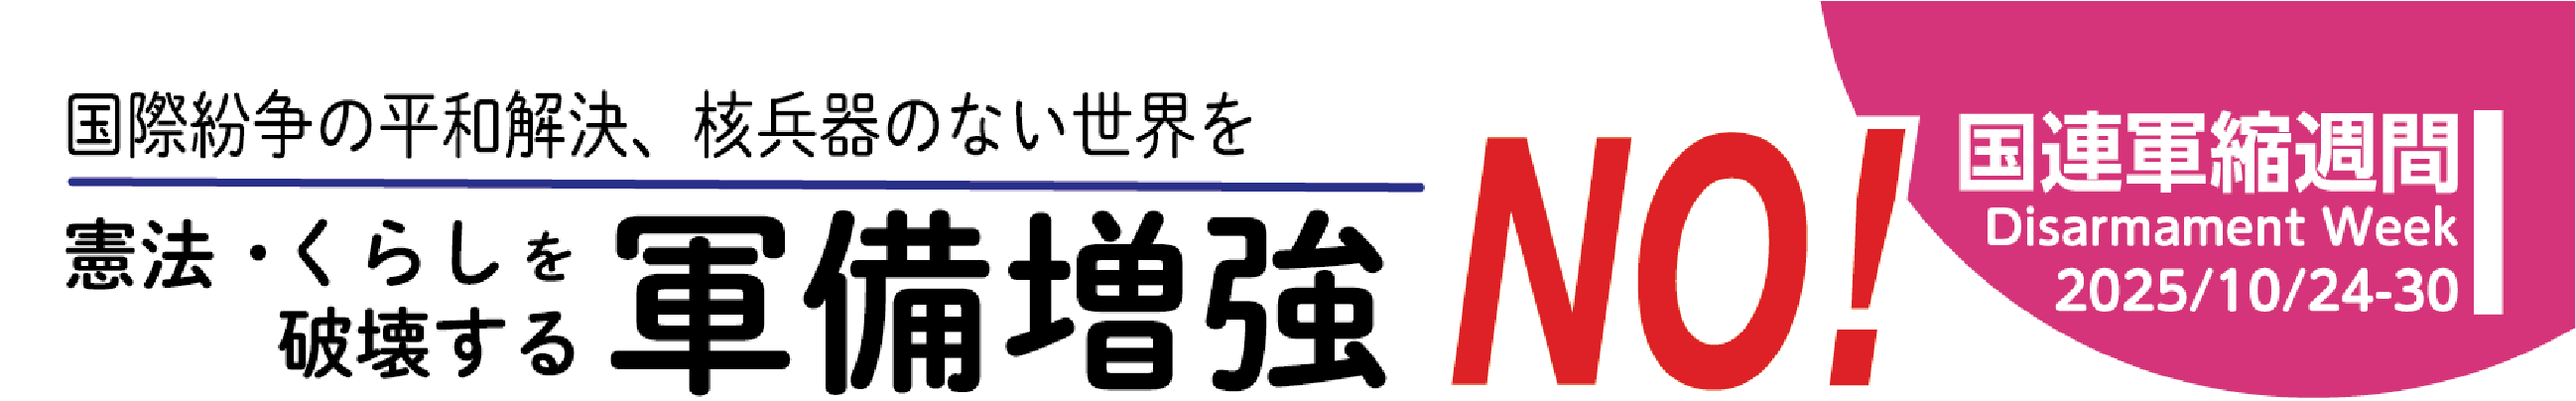 国際紛争の平和解決、核兵器のない世界を
憲法・くらしを
破壊する
軍備増強
NO!
国連軍縮週間
Disarmament Week
2025/10/24-30